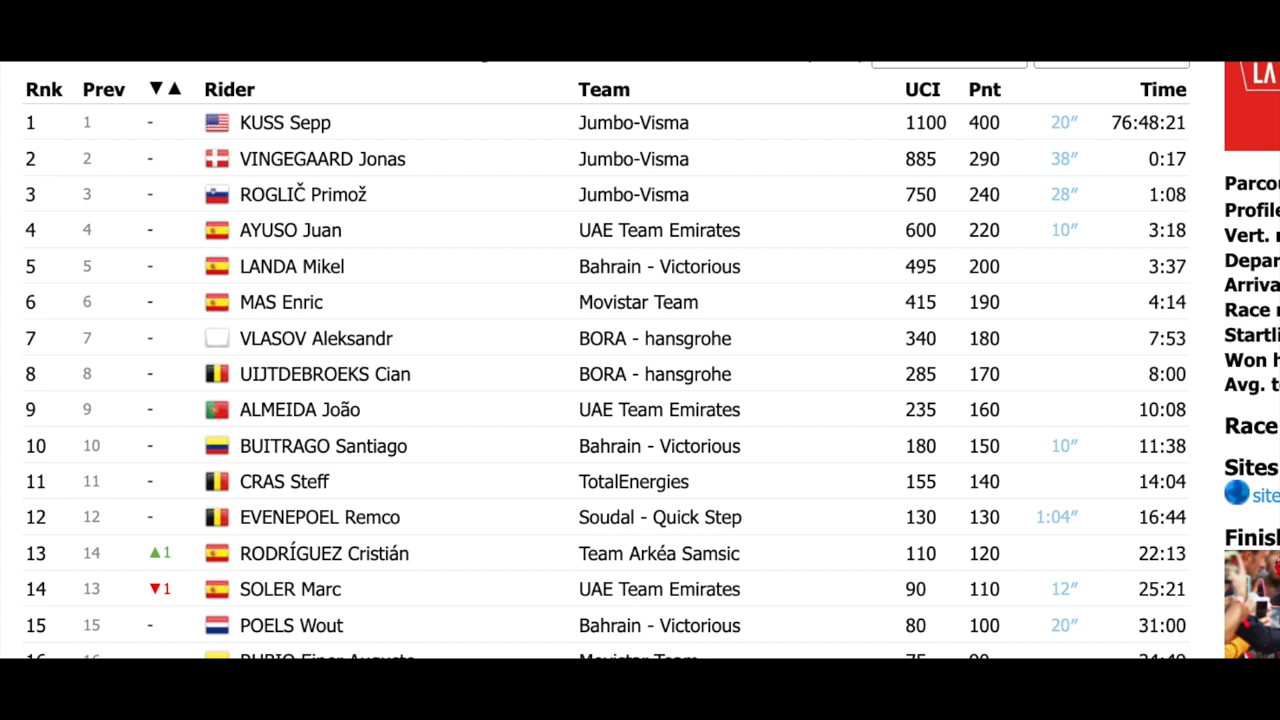 Rnk Prev ▼▲ Rider Team UCI Pnt Time
1 1 - KUSS Sepp Jumbo-Visma 1100 400 20″ 76:48:21
2 2 - VINGEGAARD Jonas Jumbo-Visma 885 290 38″ 0:17
3 3 - ROGLIČ Primož Jumbo-Visma 750 240 28″ 1:08
4 4 - AYUSO Juan UAE Team Emirates 600 220 10″ 3:18
5 5 - LANDA Mikel Bahrain - Victorious 495 200 3:37
6 6 - MAS Enric Movistar Team 415 190 4:14
7 7 - VLASOV Aleksandr BORA - hansgrohe 340 180 7:53
8 8 - UIJTDEBROEKS Cian BORA - hansgrohe 285 170 8:00
9 9 - ALMEIDA João UAE Team Emirates 235 160 10:08
10 10 - BUITRAGO Santiago Bahrain - Victorious 180 150 10″ 11:38
11 11 - CRAS Steff TotalEnergies 155 140 14:04
12 12 - EVENEPOEL Remco Soudal - Quick Step 130 130 1:04″ 16:44
13 14 ▲1 RODRÍGUEZ Cristián Team Arkéa Samsic 110 120 22:13
14 13 ▼1 SOLER Marc UAE Team Emirates 90 110 12″ 25:21
15 15 - POELS Wout Bahrain - Victorious 80 100 20″ 31:00
LA
Parcou
Profile
Vert.
Depar
Arriva
Race
Startli
Won h
Avg. t
Race
Sites
site
Finis